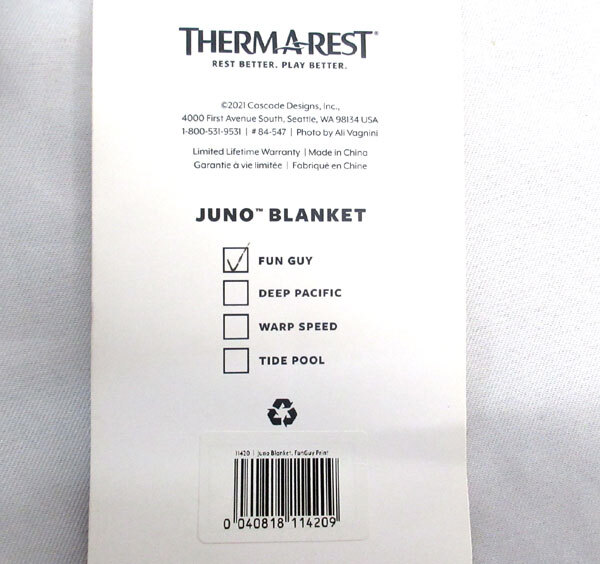 THERMAREST®
REST BETTER. PLAY BETTER.
©2021 Cascade Designs, Inc.,
4000 First Avenue South, Seattle, WA 98134 USA
1-800-531-9531 | # 84-547 | Photo by Ali Vagnini
Limited Lifetime Warranty | Made in China
Garantie à vie limitée | Fabriqué en Chine
JUNO™ BLANKET
FUN GUY
DEEP PACIFIC
WARP SPEED
TIDE POOL
11420 | Juno Blanket, FunGuy Print
0 040818 114209